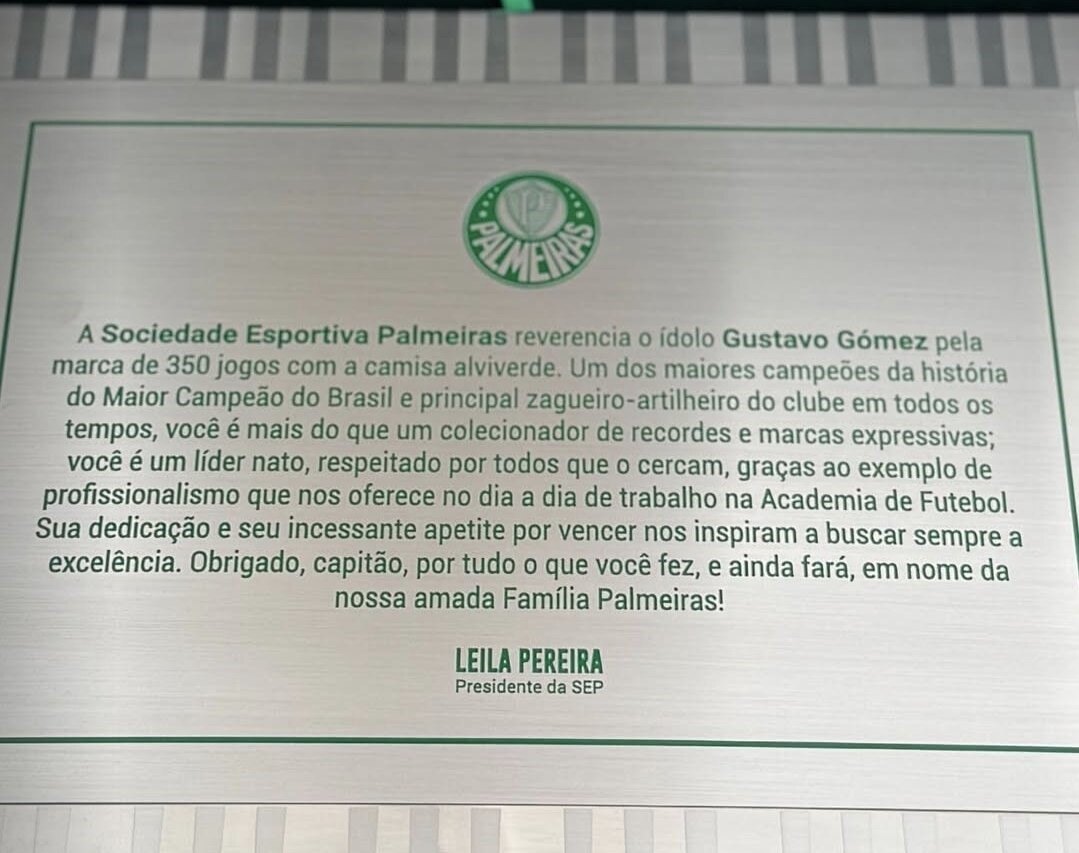 PALMEIRAS
A Sociedade Esportiva Palmeiras reverencia o ídolo Gustavo Gómez pela
marca de 350 jogos com a camisa alviverde. Um dos maiores campeões da história
do Maior Campeão do Brasil e principal zagueiro-artilheiro do clube em todos os
tempos, você é mais do que um colecionador de recordes e marcas expressivas;
você é um líder nato, respeitado por todos que o cercam, graças ao exemplo de
profissionalismo que nos oferece no dia a dia de trabalho na Academia de Futebol.
Sua dedicação e seu incessante apetite por vencer nos inspiram a buscar sempre a
excelência. Obrigado, capitão, por tudo o que você fez, e ainda fará, em nome da
nossa amada Família Palmeiras!
LEILA PEREIRA
Presidente da SEP